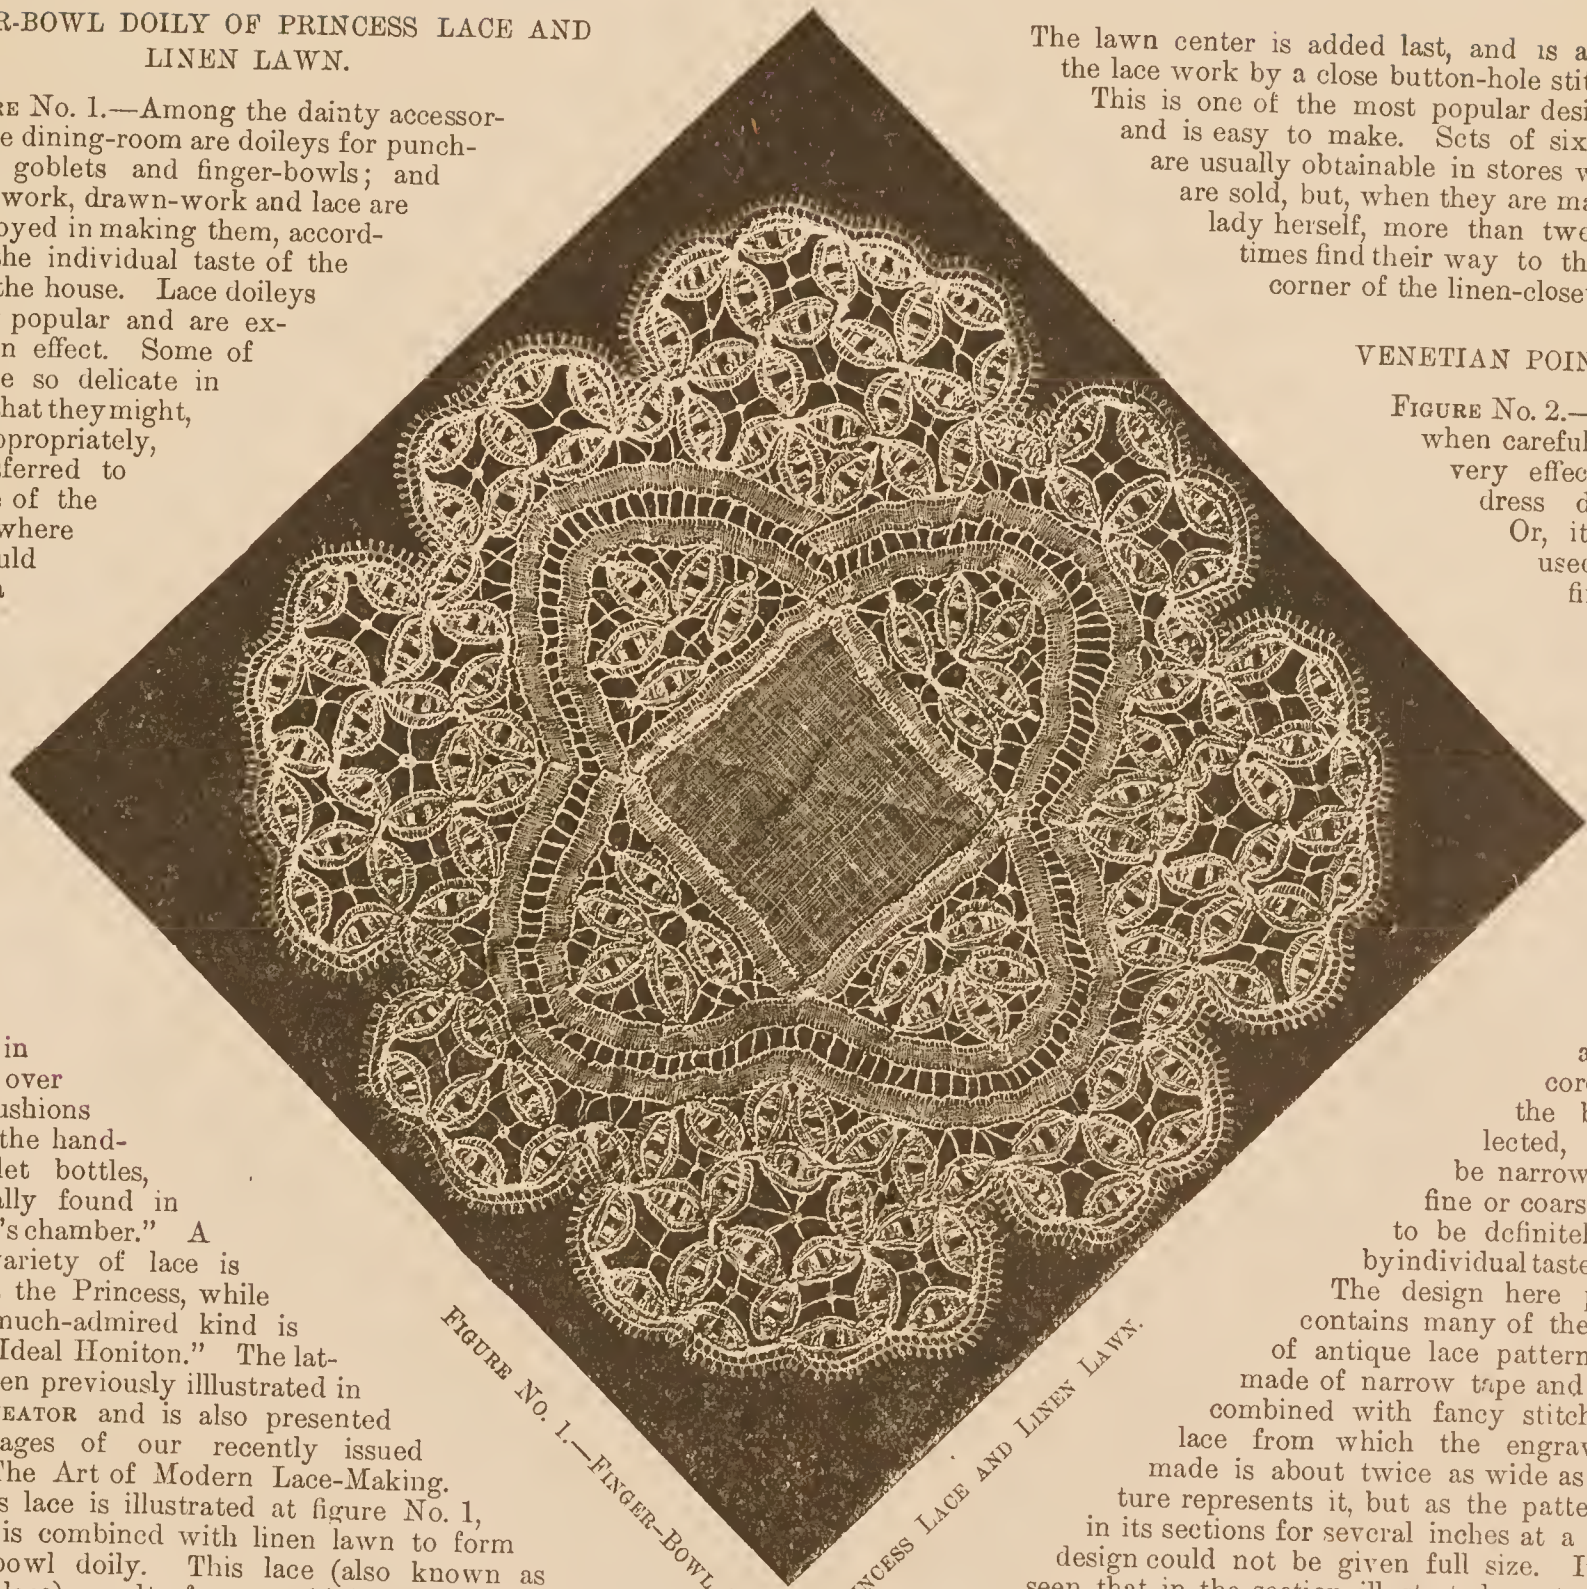 R-BOWL DOILY OF PRINCESS LACE AND
LINEN LAWN.
RE No. 1.—Among the dainty accessor-
e dining-room are doileys for punch-
goblets and finger-bowls; and
work, drawn-work and lace are
oyed in making them, accord-
he individual taste of the
the house. Lace doileys
popular and are ex-
n effect. Some of
e so delicate in
hat they might,
ppropriately,
ferred to
e of the
where
uld
a
in
over
ushions
the hand-
let bottles,
ally found in
's chamber." A
variety of lace is
the Princess, while
much-admired kind is
Ideal Honiton." The lat-
en previously illlustrated in
EATOR and is also presented
ages of our recently issued
The Art of Modern Lace-Making.
s lace is illustrated at figure No. 1,
is combined with linen lawn to form
bowl doily. This lace (also known as
The lawn center is added last, and is a
the lace work by a close button-hole stit
This is one of the most popular desi
and is easy to make. Sets of six
are usually obtainable in stores w
are sold, but, when they are ma
lady herself, more than twe
times find their way to th
corner of the linen-close
VENETIAN POIN
FIGURE No. 2.—
when careful
very effec
dress d
Or, it
used
fi
a
cor
the b
lected,
be narrow
fine or coars
to be definitel
by individual taste
The design here
contains many of the
of antique lace pattern
made of narrow tape and
combined with fancy stitch
lace from which the engrav
made is about twice as wide as
ture represents it, but as the patte
in its sections for several inches at a
design could not be given full size. I
seen that in the section illustrated
FIGURE NO. 1.—FINGER-BOWL
INCESS LACE AND LINEN LAWN.